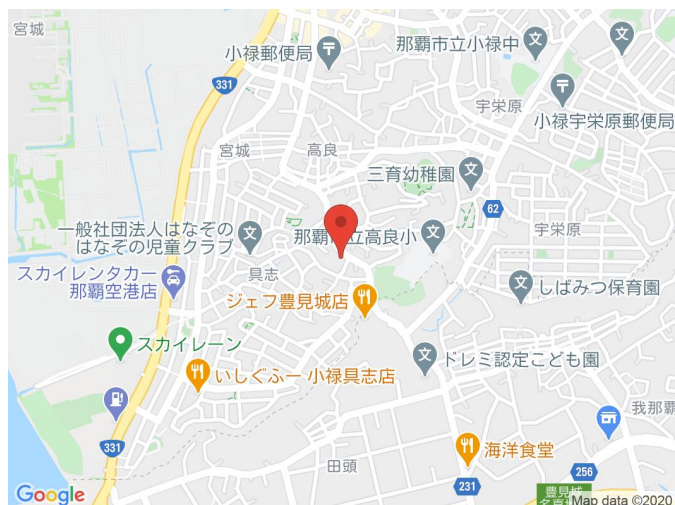 宮城
小禄郵便局
那覇市立小禄中
331
宇栄原
小禄宇栄原郵便局
宮城
高良
三育幼稚園
62
一般社団法人はなぞの
はなぞの児童クラブ
那覇市立高良小
宇栄原
具志
スカイレンタカー
那覇空港店
しばみつ保育園
ジェフ豊見城店
スカイレーン
ドレミ認定こども園
いしぐふー 小禄具志店
我那覇
331
海洋食堂
田頭
256
231
豊見城
Google
Map data ©2020